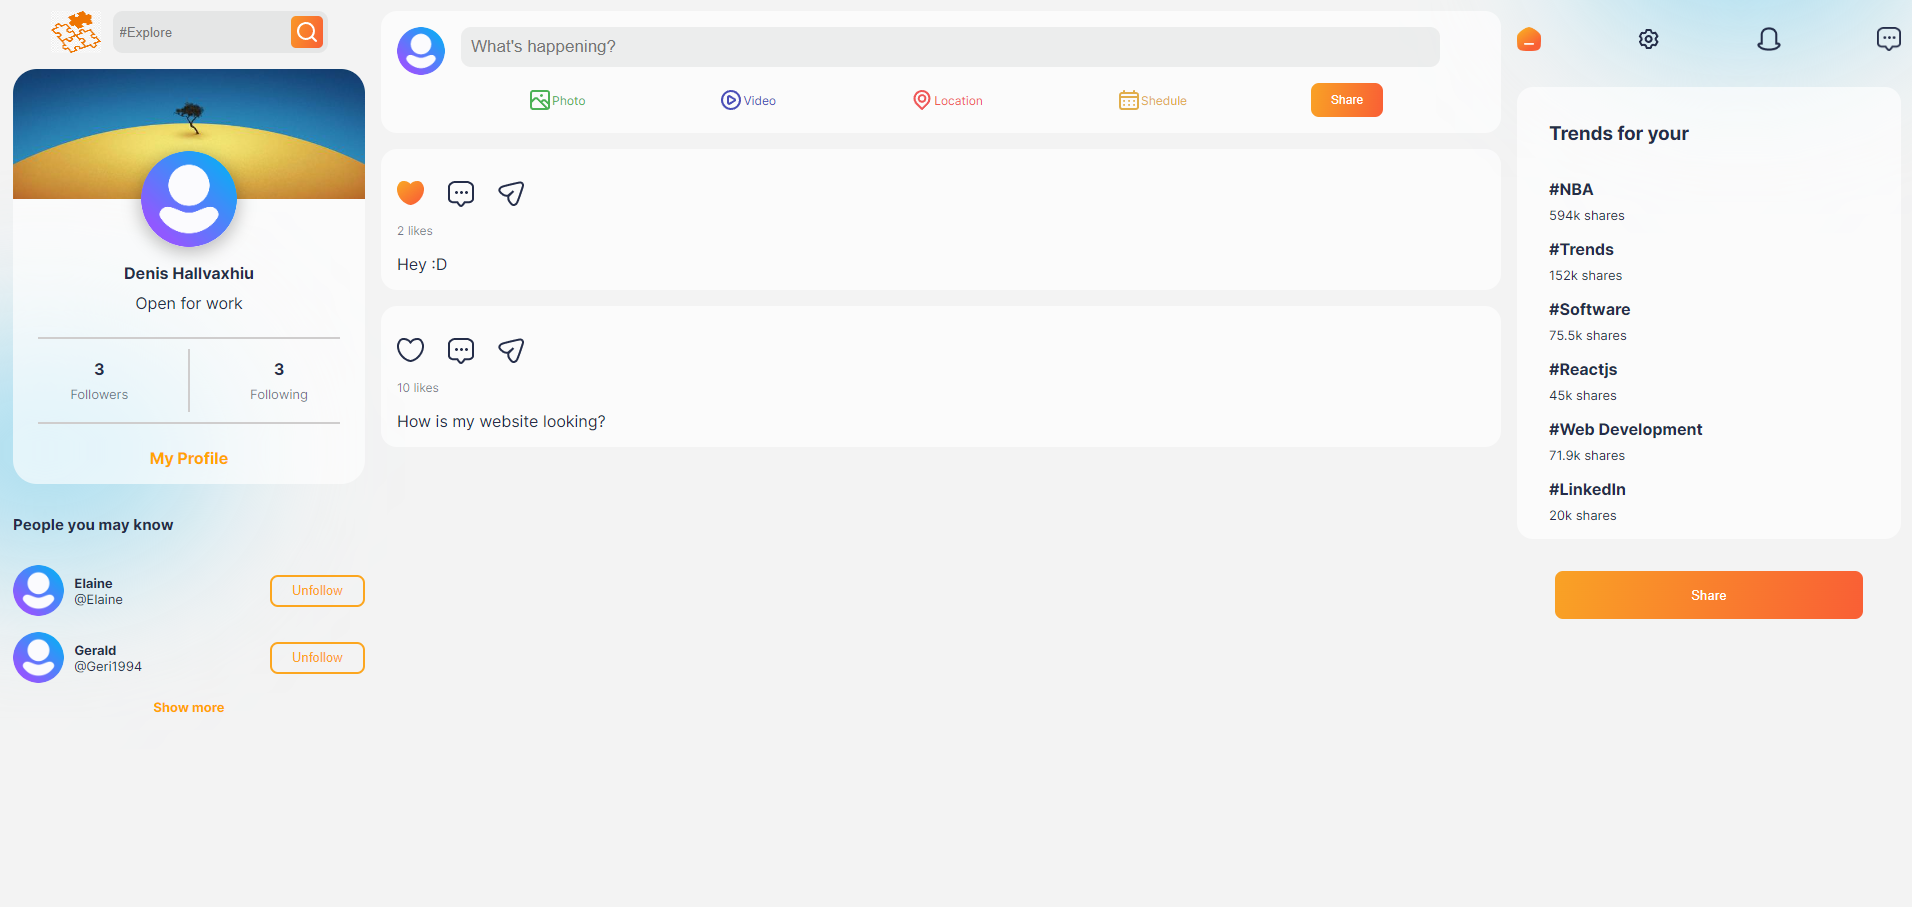 #Explore
Denis Hallvaxhiu
Open for work
3
Followers
3
Following
My Profile
People you may know
Elaine
@Elaine
Unfollow
Gerald
@Geri1994
Unfollow
Show more
What's happening?
Photo
Video
Location
Shedule
Share
2 likes
Hey :D
10 likes
How is my website looking?
Trends for your
#NBA
594k shares
#Trends
152k shares
#Software
75.5k shares
#Reactjs
45k shares
#Web Development
71.9k shares
#LinkedIn
20k shares
Share